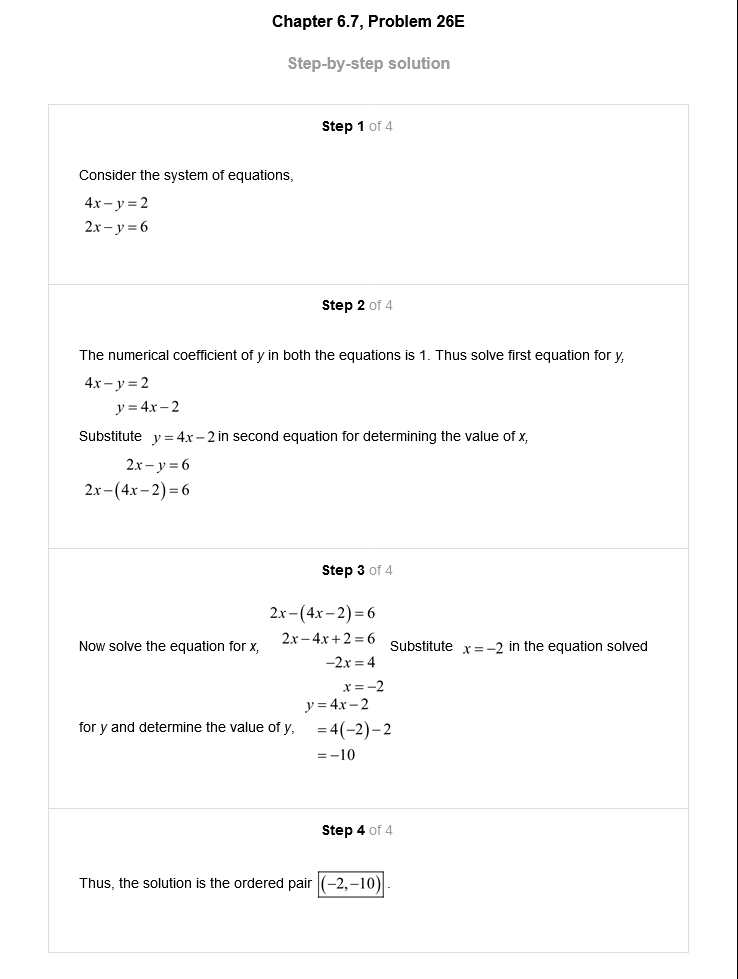 Chapter 6.7, Problem 26E
Step-by-step solution
Step 1 of 4
Consider the system of equations,
4x − y = 2
2x − y = 6
Step 2 of 4
The numerical coefficient of y in both the equations is 1. Thus solve first equation for y,
4x − y = 2
y = 4x − 2
Substitute y = 4x − 2 in second equation for determining the value of x,
2x − y = 6
2x − (4x − 2) = 6
Step 3 of 4
2x − (4x − 2) = 6
2x − 4x + 2 = 6
Now solve the equation for x, Substitute x = −2 in the equation solved
−2x = 4
x = −2
y = 4x − 2
for y and determine the value of y, = 4(−2) − 2
= −10
Step 4 of 4
Thus, the solution is the ordered pair (−2, −10).